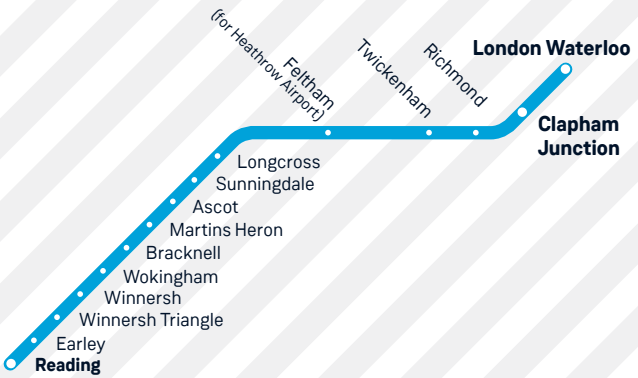 London Waterloo
Clapham
Junction
Richmond
Twickenham
Feltham
(for Heathrow Airport)
Longcross
Sunningdale
Ascot
Martins Heron
Bracknell
Wokingham
Winnersh
Winnersh Triangle
Earley
Reading